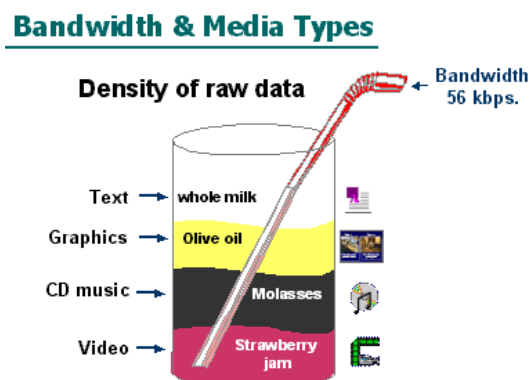 Bandwidth & Media Types
Density of raw data
Bandwidth
56 kbps.
Text
whole milk
Graphics
Olive oil
CD music
Molasses
Video
Strawberry
jam